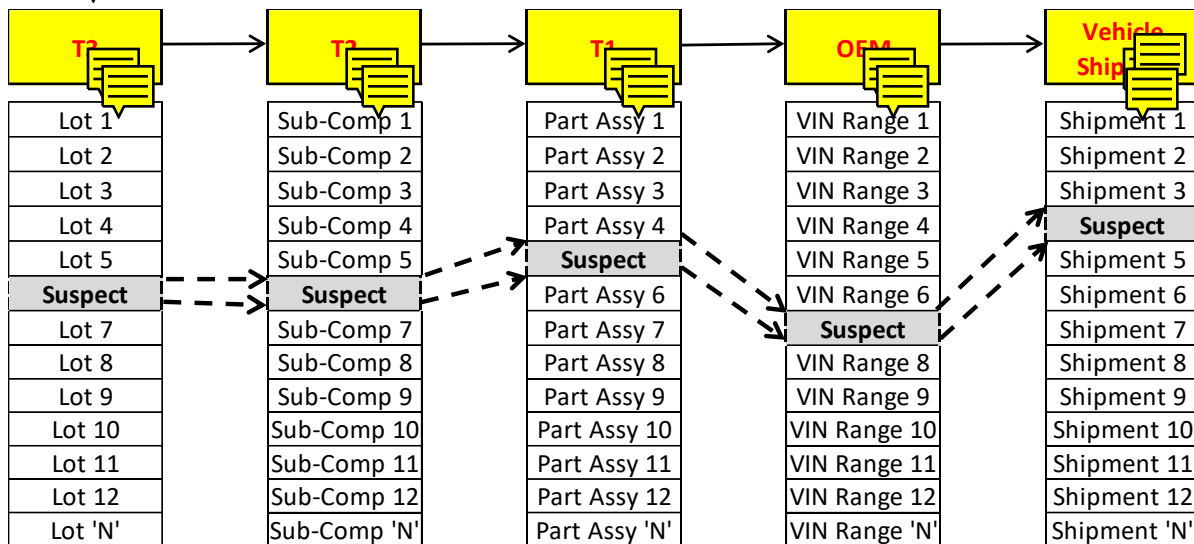 T1
OEM
Vehicle
Lot 1
Lot 2
Lot 3
Lot 4
Lot 5
Suspect
Lot 7
Lot 8
Lot 9
Lot 10
Lot 11
Lot 12
Lot 'N'
Sub-Comp 1
Sub-Comp 2
Sub-Comp 3
Sub-Comp 4
Sub-Comp 5
Suspect
Sub-Comp 7
Sub-Comp 8
Sub-Comp 9
Sub-Comp 10
Sub-Comp 11
Sub-Comp 12
Sub-Comp 'N'
Part Assy 1
Part Assy 2
Part Assy 3
Part Assy 4
Suspect
Part Assy 6
Part Assy 7
Part Assy 8
Part Assy 9
Part Assy 10
Part Assy 11
Part Assy 12
Part Assy 'N'
VIN Range 1
VIN Range 2
VIN Range 3
VIN Range 4
VIN Range 5
VIN Range 6
Suspect
VIN Range 8
VIN Range 9
VIN Range 10
VIN Range 11
VIN Range 12
VIN Range 'N'
Shipment 1
Shipment 2
Shipment 3
Suspect
Shipment 5
Shipment 6
Shipment 7
Shipment 8
Shipment 9
Shipment 10
Shipment 11
Shipment 12
Shipment 'N'